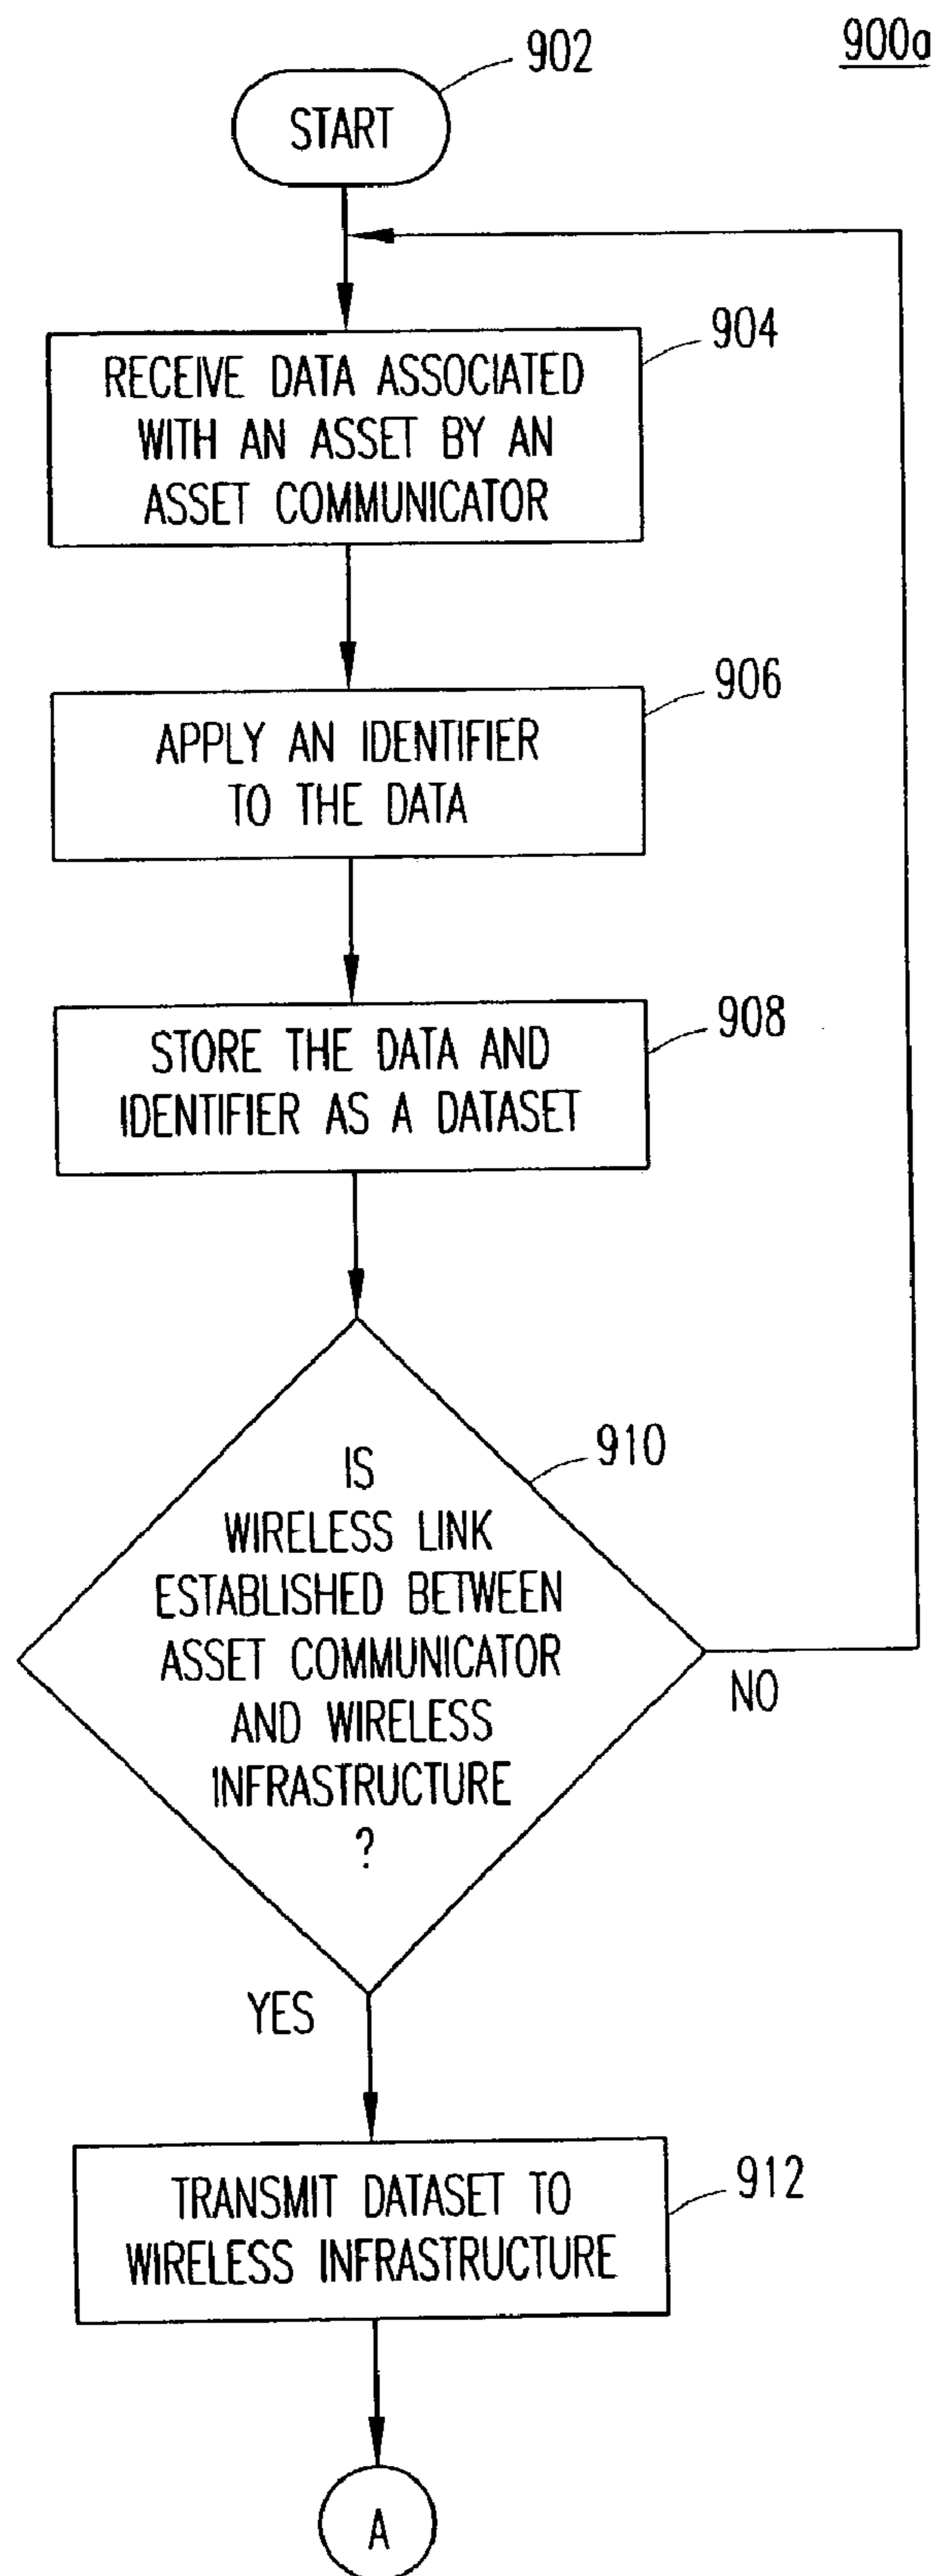 900a
902
START
904
RECEIVE DATA ASSOCIATED
WITH AN ASSET BY AN
ASSET COMMUNICATOR
906
APPLY AN IDENTIFIER
TO THE DATA
908
STORE THE DATA AND
IDENTIFIER AS A DATASET
910
IS
WIRELESS LINK
ESTABLISHED BETWEEN
ASSET COMMUNICATOR
AND WIRELESS
INFRASTRUCTURE
?
NO
YES
912
TRANSMIT DATASET TO
WIRELESS INFRASTRUCTURE
A